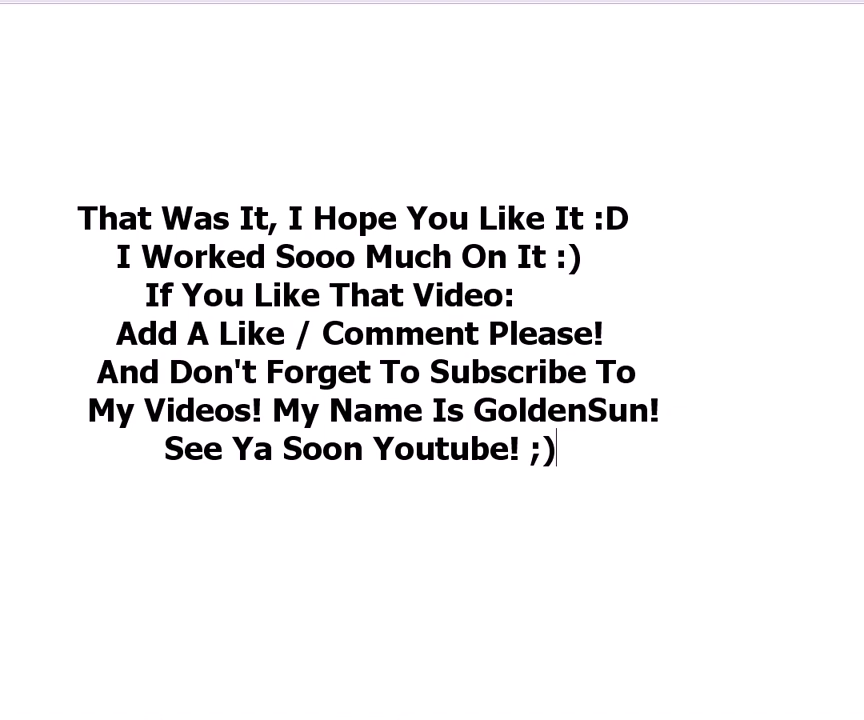 That Was It, I Hope You Like It :D
I Worked Sooo Much On It :)
If You Like That Video:
Add A Like / Comment Please!
And Don't Forget To Subscribe To
My Videos! My Name Is GoldenSun!
See Ya Soon Youtube! ;)